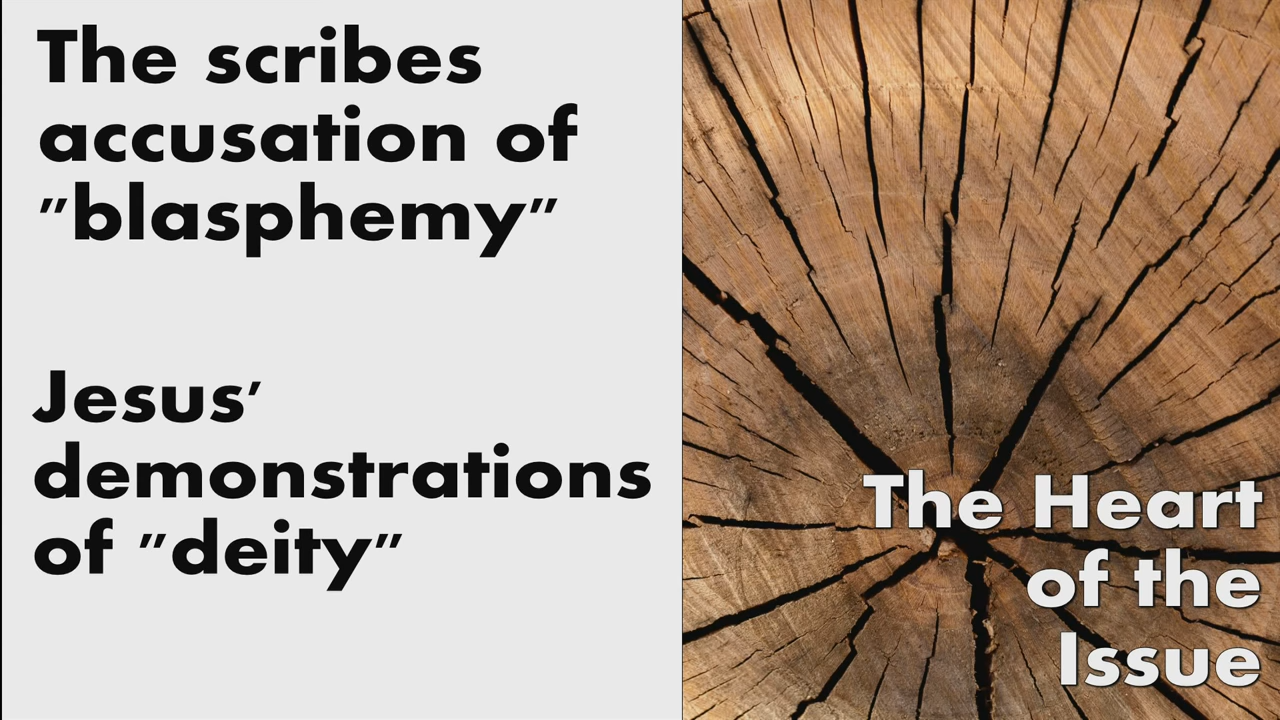 The scribes
accusation of
"blasphemy"
Jesus'
demonstrations
of "deity"
The Heart
of the
Issue